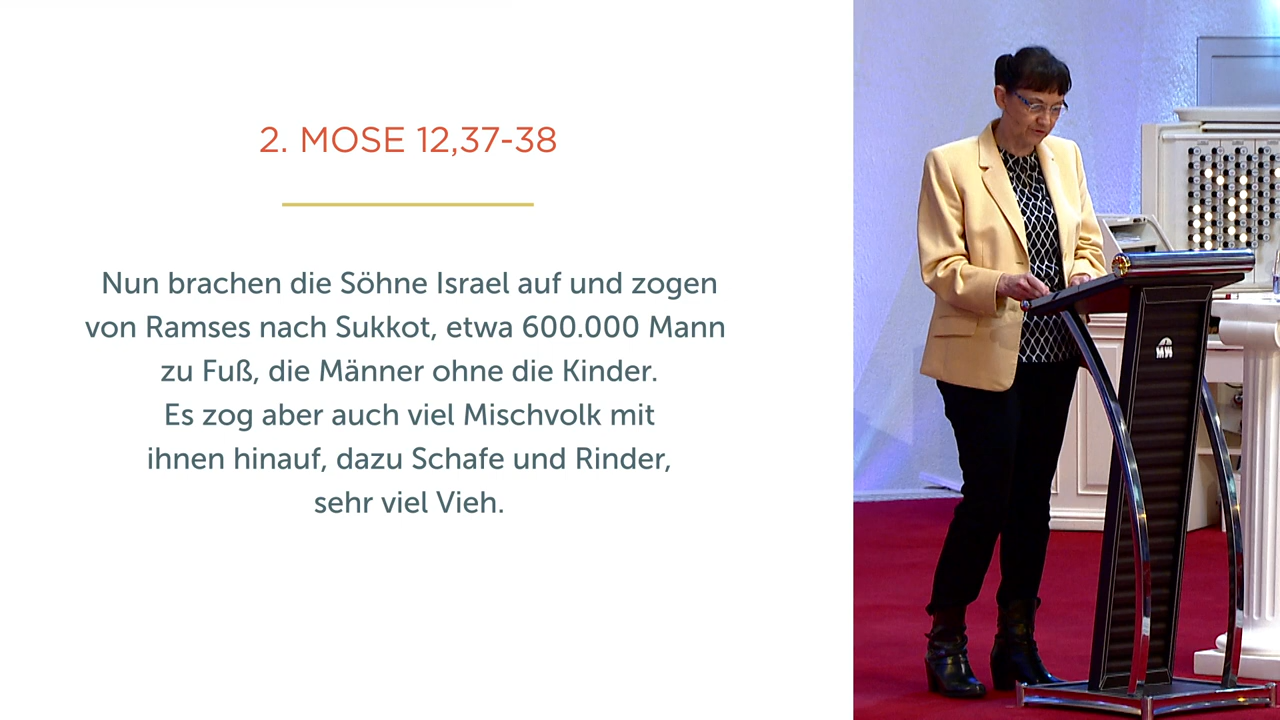 2. MOSE 12,37-38
Nun brachen die Söhne Israel auf und zogen
von Ramses nach Sukkot, etwa 600.000 Mann
zu Fuß, die Männer ohne die Kinder.
Es zog aber auch viel Mischvolk mit
ihnen hinauf, dazu Schafe und Rinder,
sehr viel Vieh.